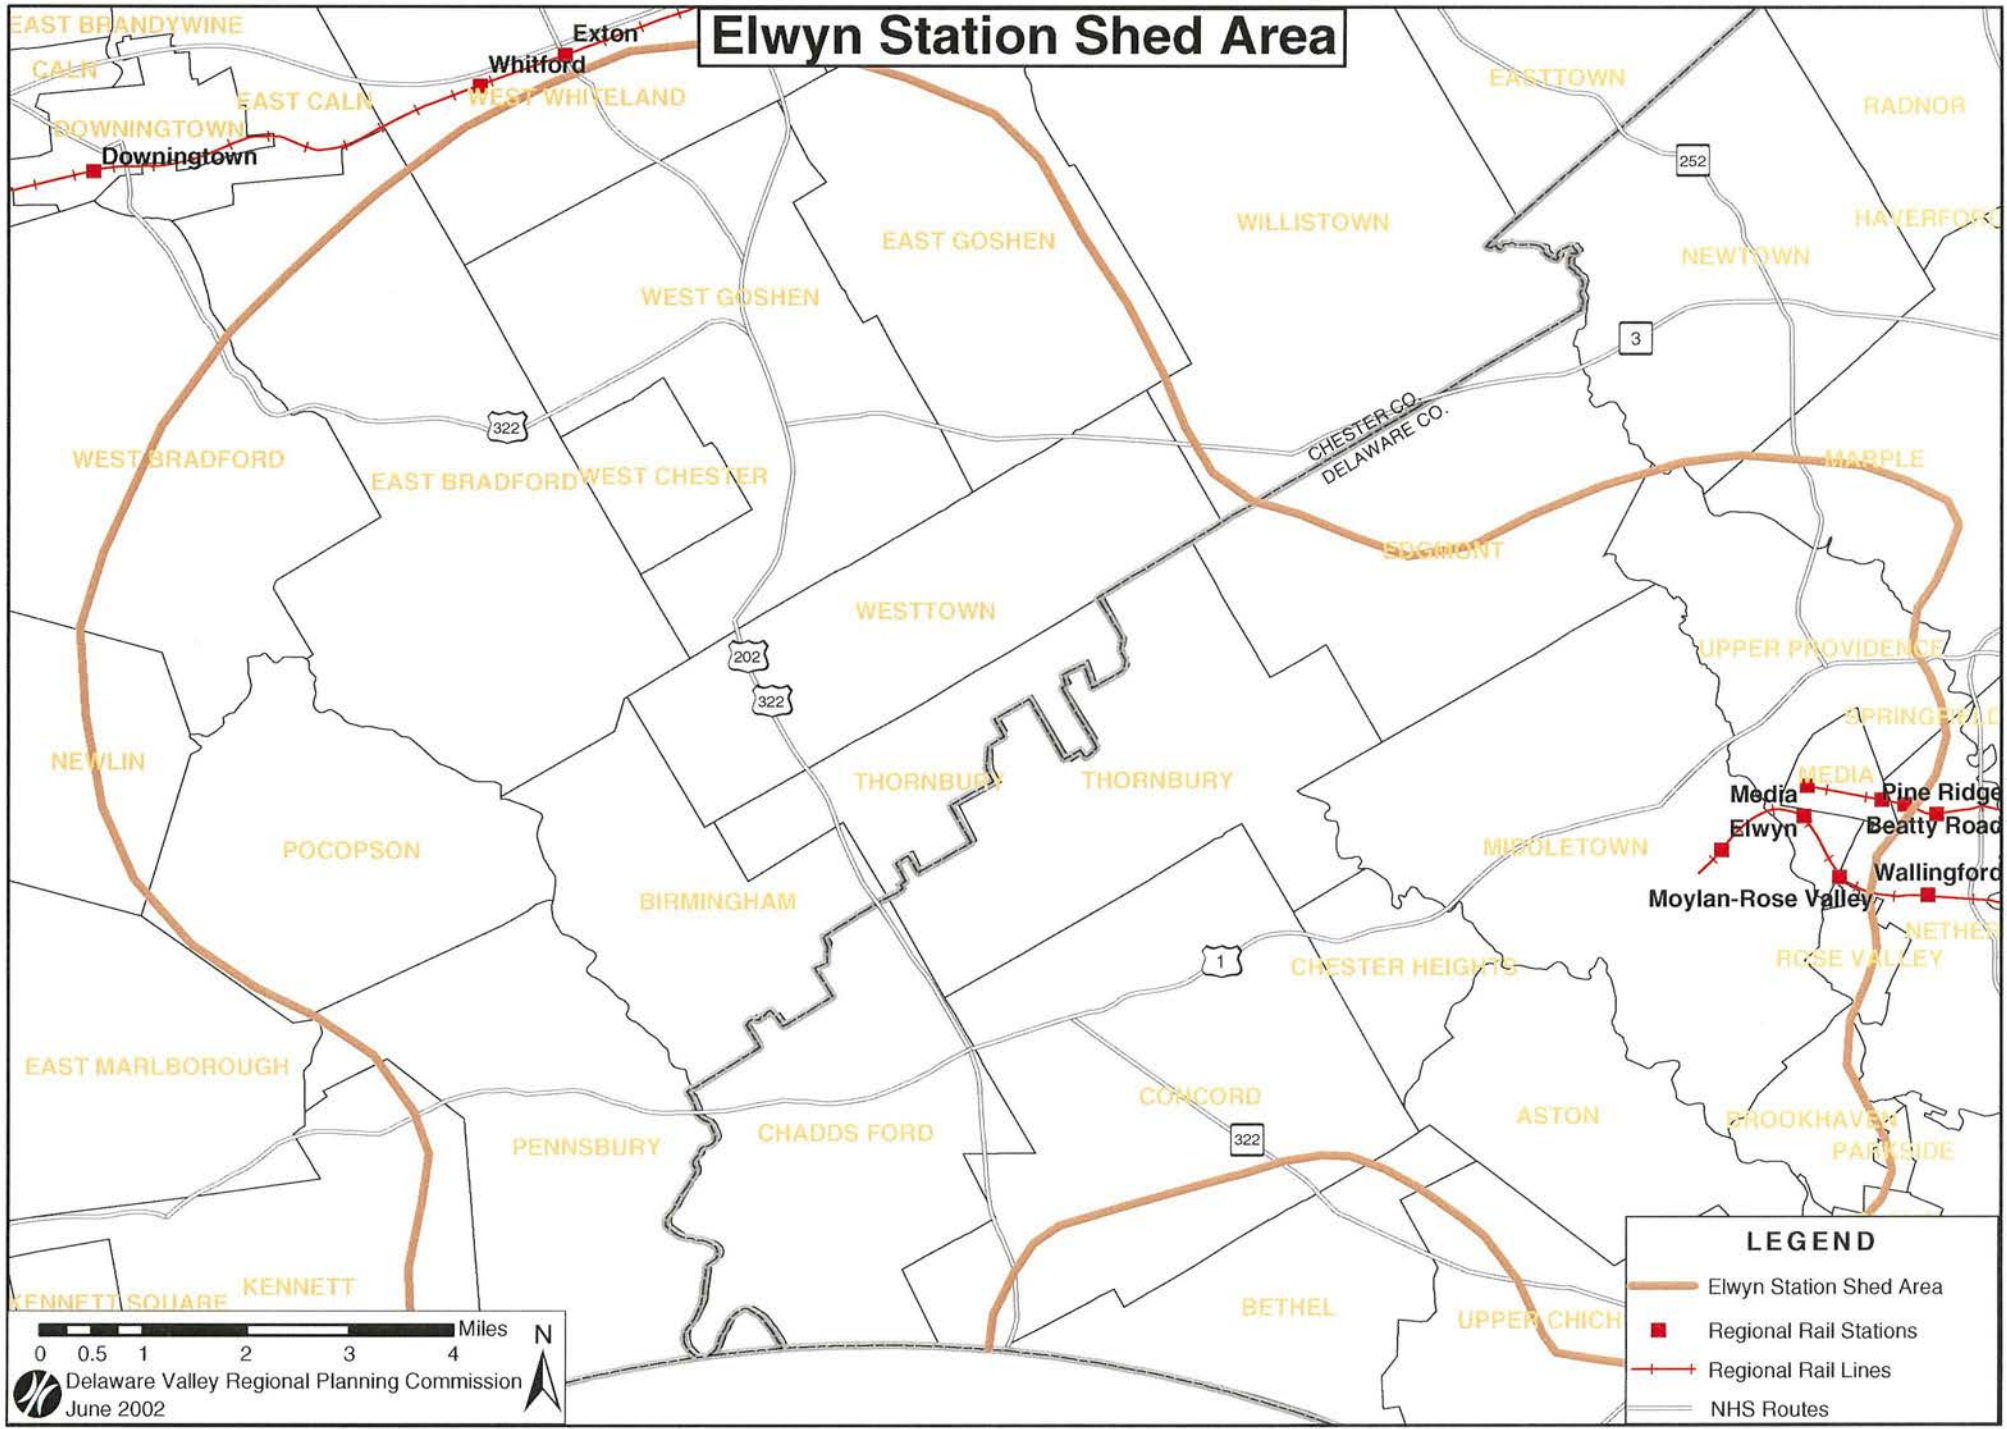 Elwyn Station Shed Area
EAST BRANDYWINE
CALN
EAST CALN
DOWNINGTOWN
Downingtown
Exton
Whitford
WEST WHITELAND
EASTTOWN
RADNOR
252
HAVERFORD
WILLISTOWN
EAST GOSHEN
NEWTOWN
WEST GOSHEN
3
322
CHESTER CO.
DELAWARE CO.
WEST BRADFORD
EAST BRADFORD
WEST CHESTER
MARPLE
EDGMONT
WESTTOWN
202
322
UPPER PROVIDENCE
SPRINGFIELD
NEWLIN
THORNBURY
THORNBURY
MEDIA
Media
Pine Ridge
Elwyn
Beatty Road
POCOPSON
MIDDLETOWN
Wallingford
Moylan-Rose Valley
BIRMINGHAM
NETHER
1
CHESTER HEIGHTS
ROSE VALLEY
EAST MARLBOROUGH
CONCORD
ASTON
BROOKHAVEN
PARKSIDE
PENNSBURY
CHADDS FORD
322
KENNETT
KENNETT SQUARE
BETHEL
UPPER CHICH
LEGEND
Elwyn Station Shed Area
Regional Rail Stations
Regional Rail Lines
NHS Routes
Miles
N
0 0.5 1 2 3 4
Delaware Valley Regional Planning Commission
June 2002